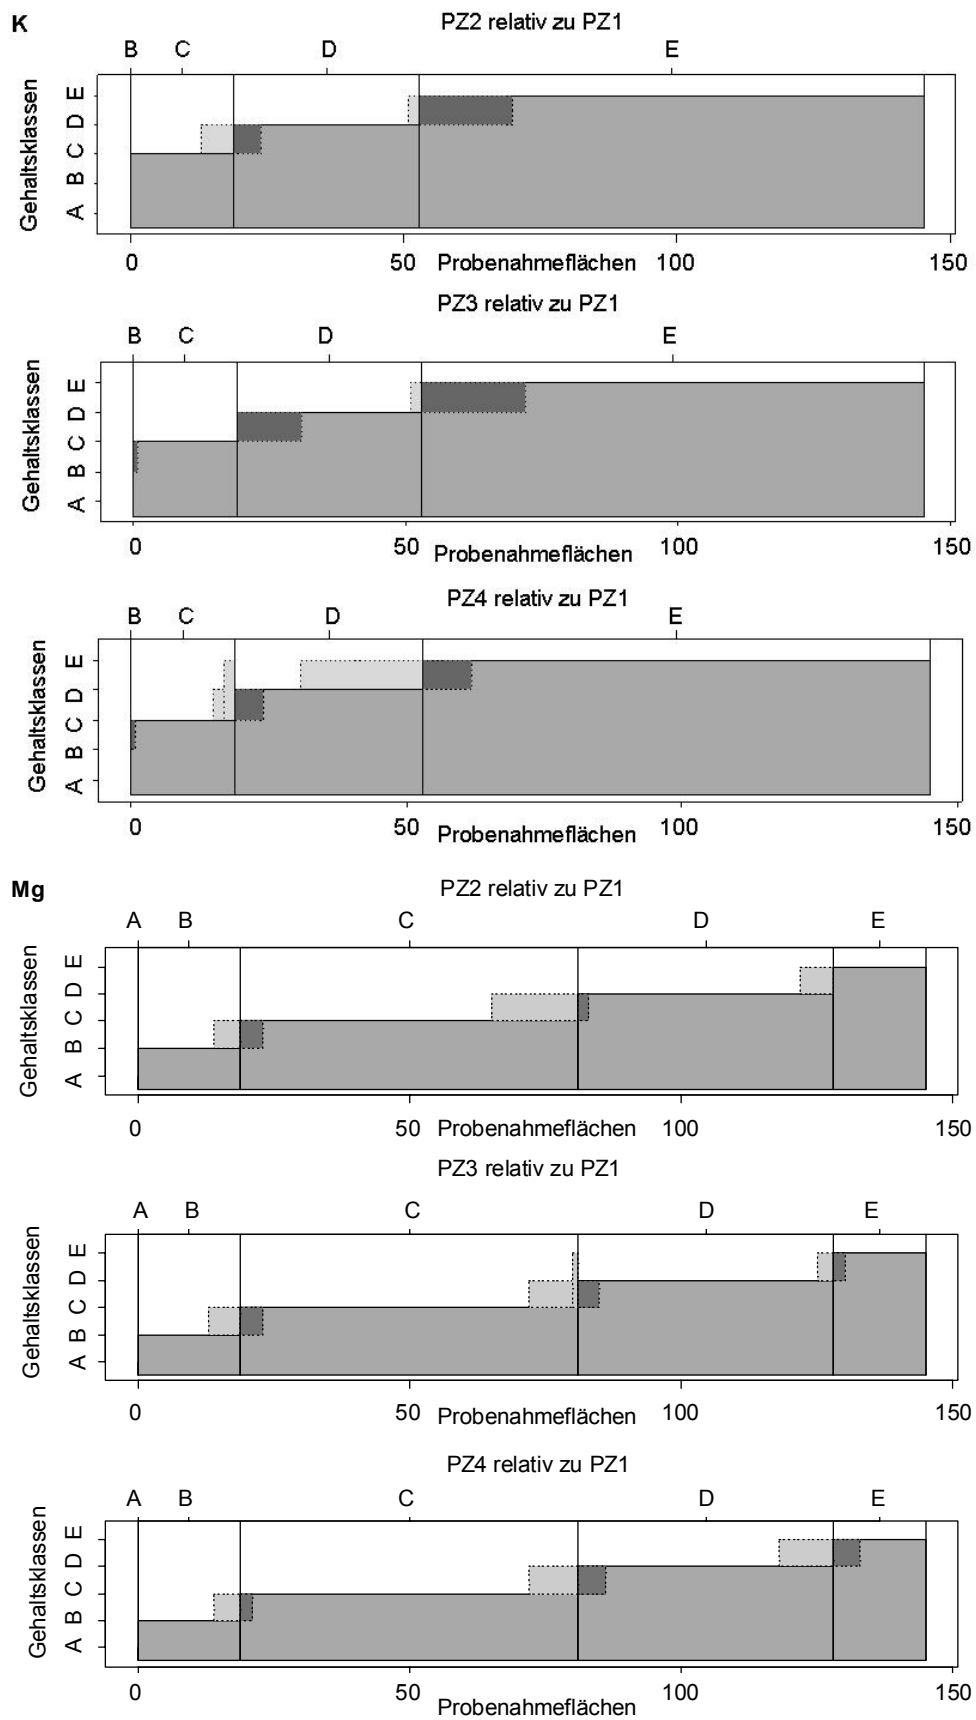 K
PZ2 relativ zu PZ1
B C D E
Gehaltsklassen
A B C D E
0 50 Probenahmeflächen 100 150
PZ3 relativ zu PZ1
B C D E
Gehaltsklassen
A B C D E
0 50 Probenahmeflächen 100 150
PZ4 relativ zu PZ1
B C D E
Gehaltsklassen
A B C D E
0 50 Probenahmeflächen 100 150
Mg
PZ2 relativ zu PZ1
A B C D E
Gehaltsklassen
A B C D E
0 50 Probenahmeflächen 100 150
PZ3 relativ zu PZ1
A B C D E
Gehaltsklassen
A B C D E
0 50 Probenahmeflächen 100 150
PZ4 relativ zu PZ1
A B C D E
Gehaltsklassen
A B C D E
0 50 Probenahmeflächen 100 150